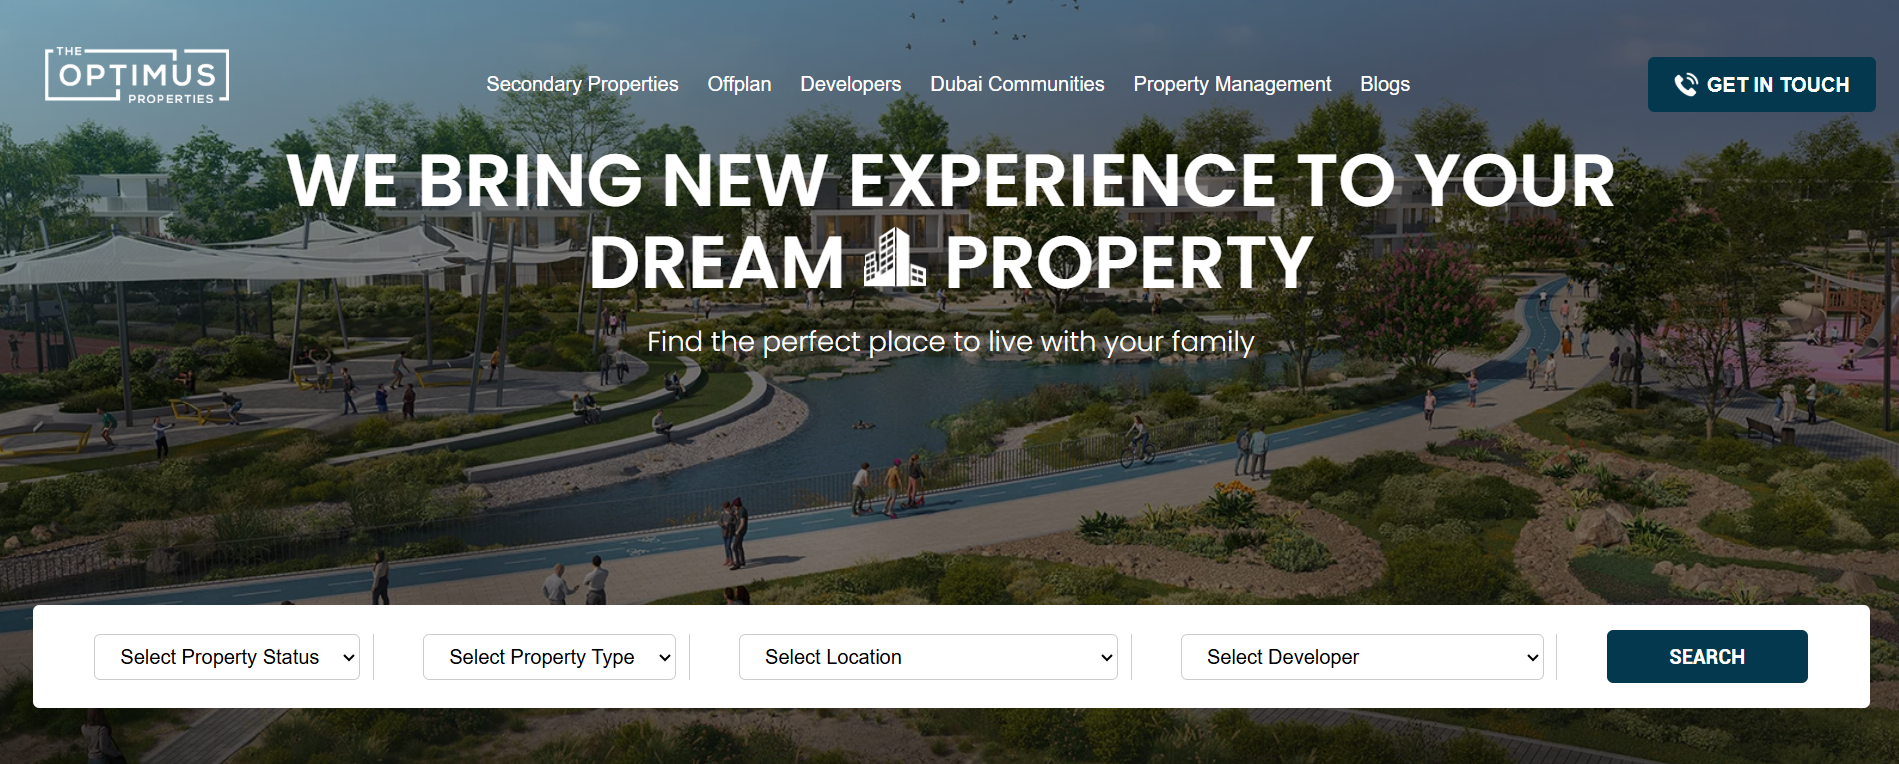 THE
OPTIMUS
PROPERTIES
Secondary Properties Offplan Developers Dubai Communities Property Management Blogs
GET IN TOUCH
WE BRING NEW EXPERIENCE TO YOUR
DREAM PROPERTY
Find the perfect place to live with your family
Select Property Status Select Property Type Select Location Select Developer SEARCH